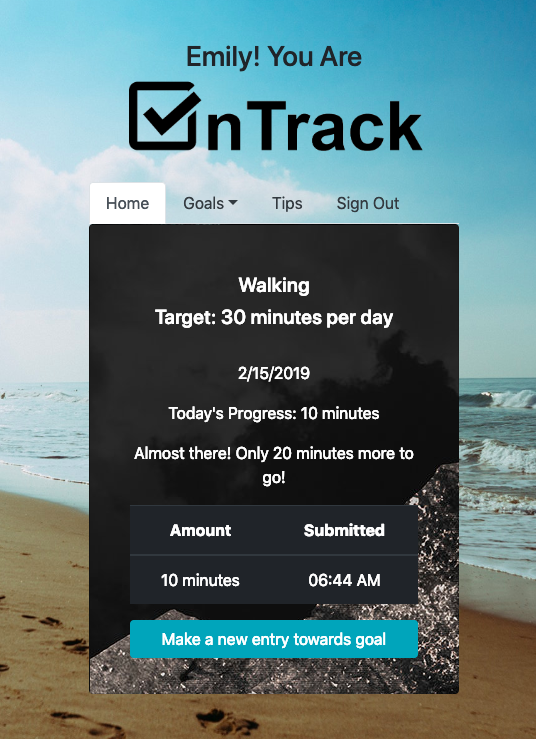 Emily! You Are
OnTrack
Home Goals Tips Sign Out
Walking
Target: 30 minutes per day
2/15/2019
Today's Progress: 10 minutes
Almost there! Only 20 minutes more to
go!
Amount Submitted
10 minutes 06:44 AM
Make a new entry towards goal